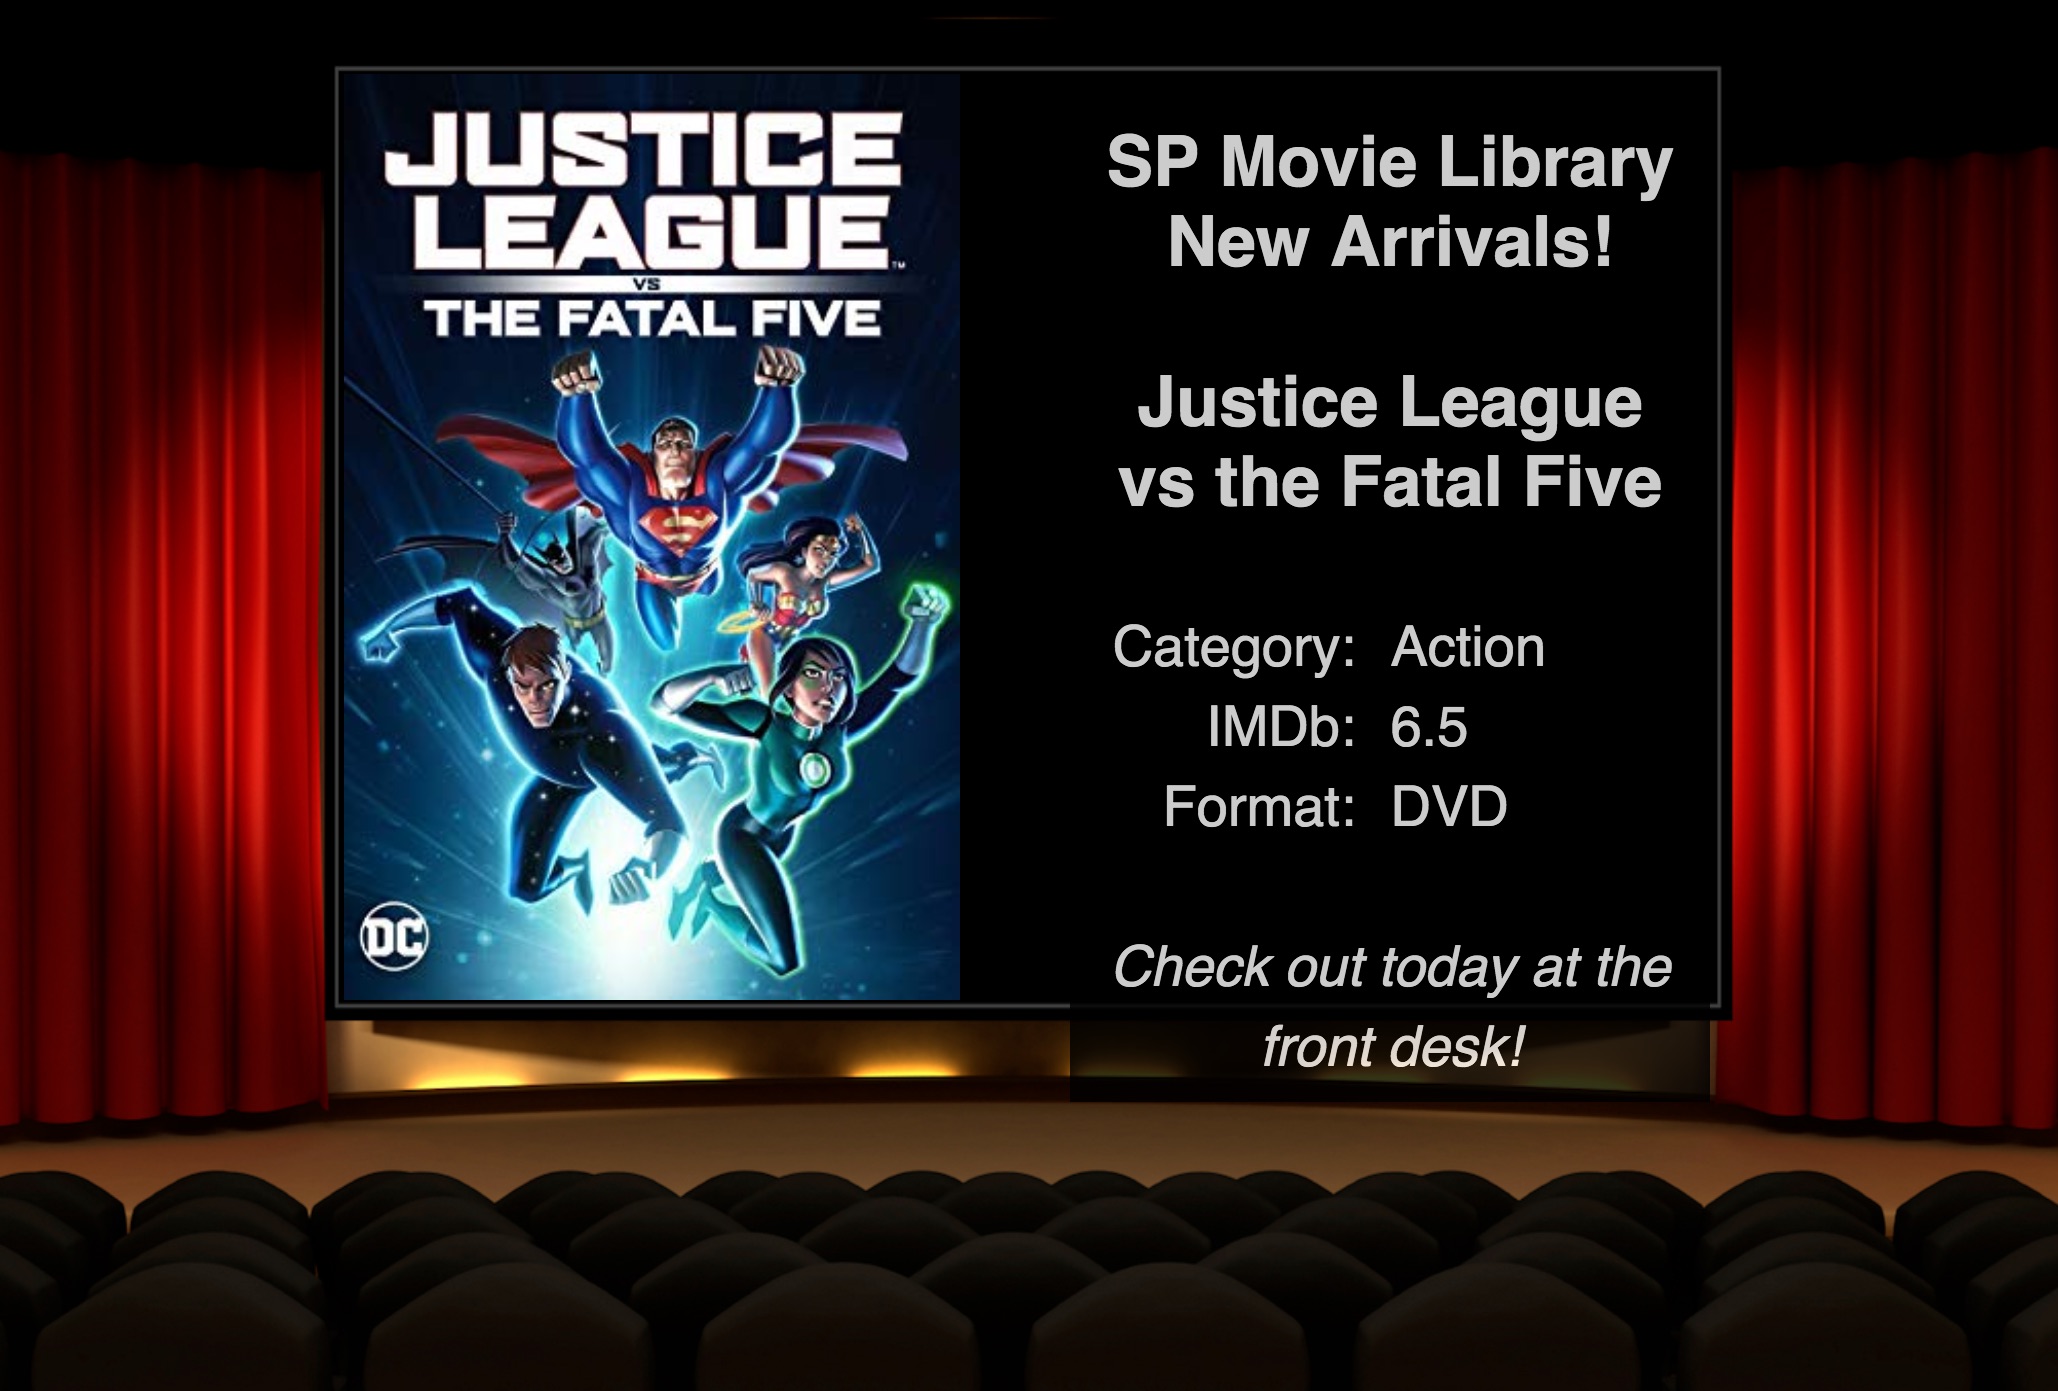 JUSTICE
LEAGUE™
VS
THE FATAL FIVE
DC
SP Movie Library
New Arrivals!
Justice League
vs the Fatal Five
Category: Action
IMDb: 6.5
Format: DVD
Check out today at the
front desk!